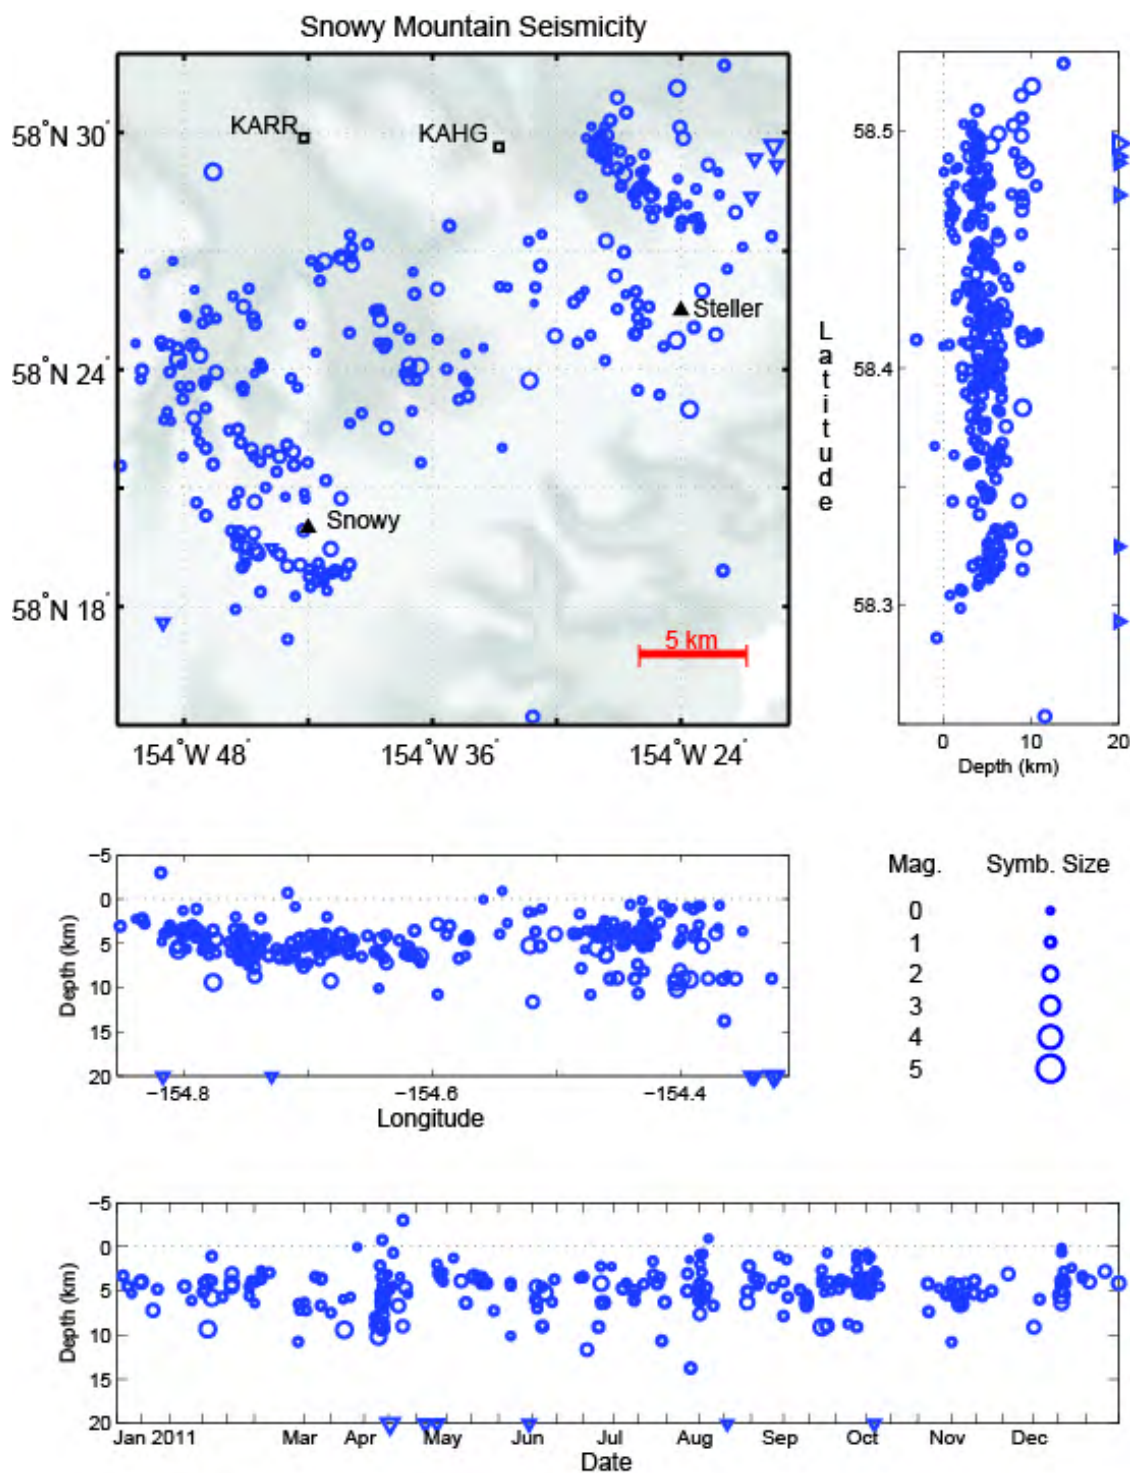 Snowy Mountain Seismicity
58°N 30'
58°N 24'
58°N 18'
KARR
KAHG
Steller
Snowy
5 km
154°W 48'
154°W 36'
154°W 24'
Latitude
58.5
58.4
58.3
0
10
20
Depth (km)
−5
0
5
10
15
20
Depth (km)
−154.8
−154.6
−154.4
Longitude
Mag. Symb. Size
0
1
2
3
4
5
−5
0
5
10
15
20
Depth (km)
Jan 2011 Mar Apr May Jun Jul Aug Sep Oct Nov Dec
Date